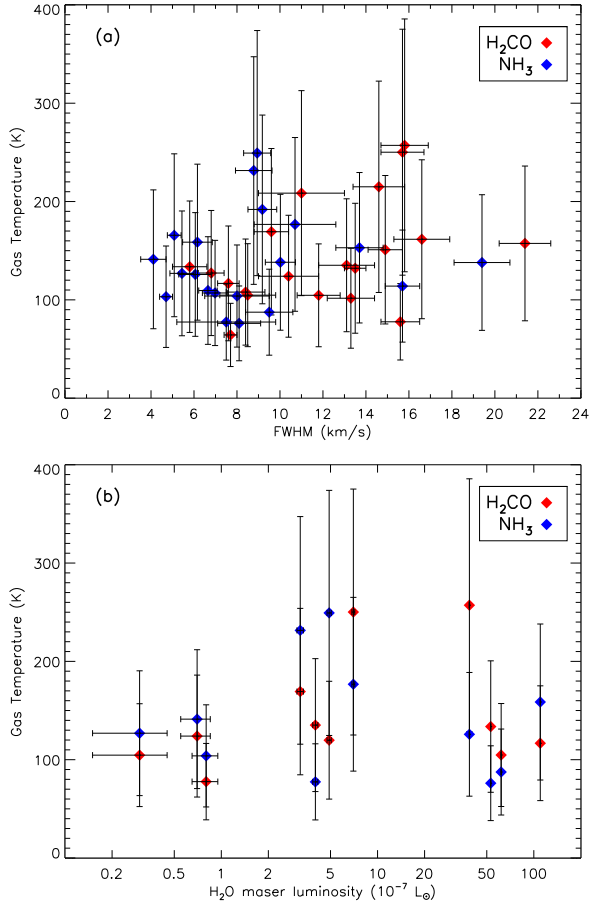 (a)
H₂CO
NH₃
400
300
200
100
0
Gas Temperature (K)
0 2 4 6 8 10 12 14 16 18 20 22 24
FWHM (km/s)
(b)
H₂CO
NH₃
400
300
200
100
0
Gas Temperature (K)
0.2 0.5 1 2 5 10 20 50 100
H₂O maser luminosity (10⁻⁷ L☉)